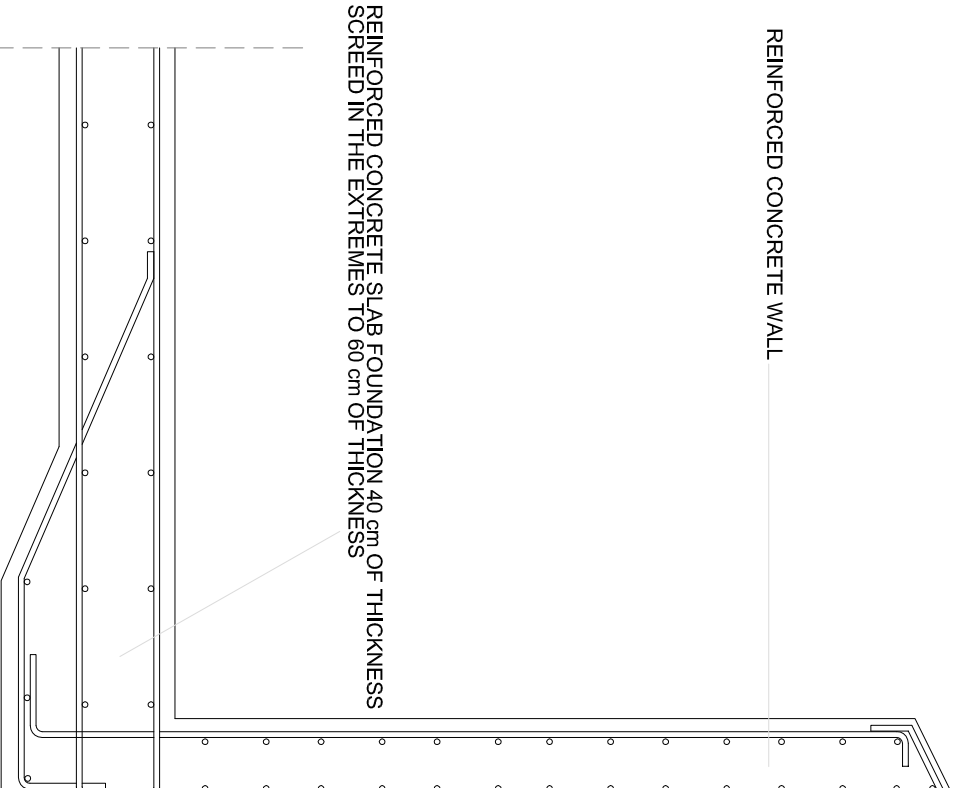 REINFORCED CONCRETE WALL
REINFORCED CONCRETE SLAB FOUNDATION 40 cm OF THICKNESS
SCREED IN THE EXTREMES TO 60 cm OF THICKNESS